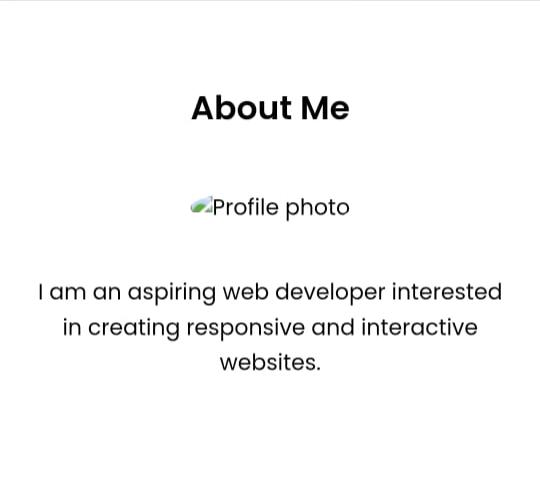 About Me
Profile photo
I am an aspiring web developer interested
in creating responsive and interactive
websites.